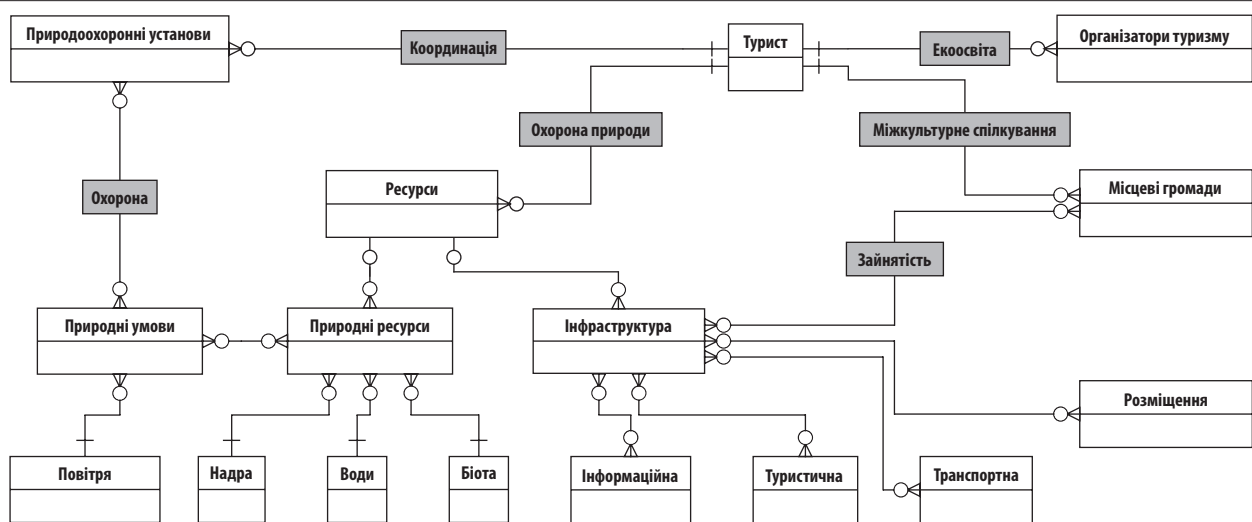 Природоохоронні установи
Координація
Турист
Екоосвіта
Організатори туризму
Охорона природи
Міжкультурне спілкування
Охорона
Ресурси
Місцеві громади
Зайнятість
Природні умови
Природні ресурси
Інфраструктура
Розміщення
Повітря
Надра
Води
Біота
Інформаційна
Туристична
Транспортна